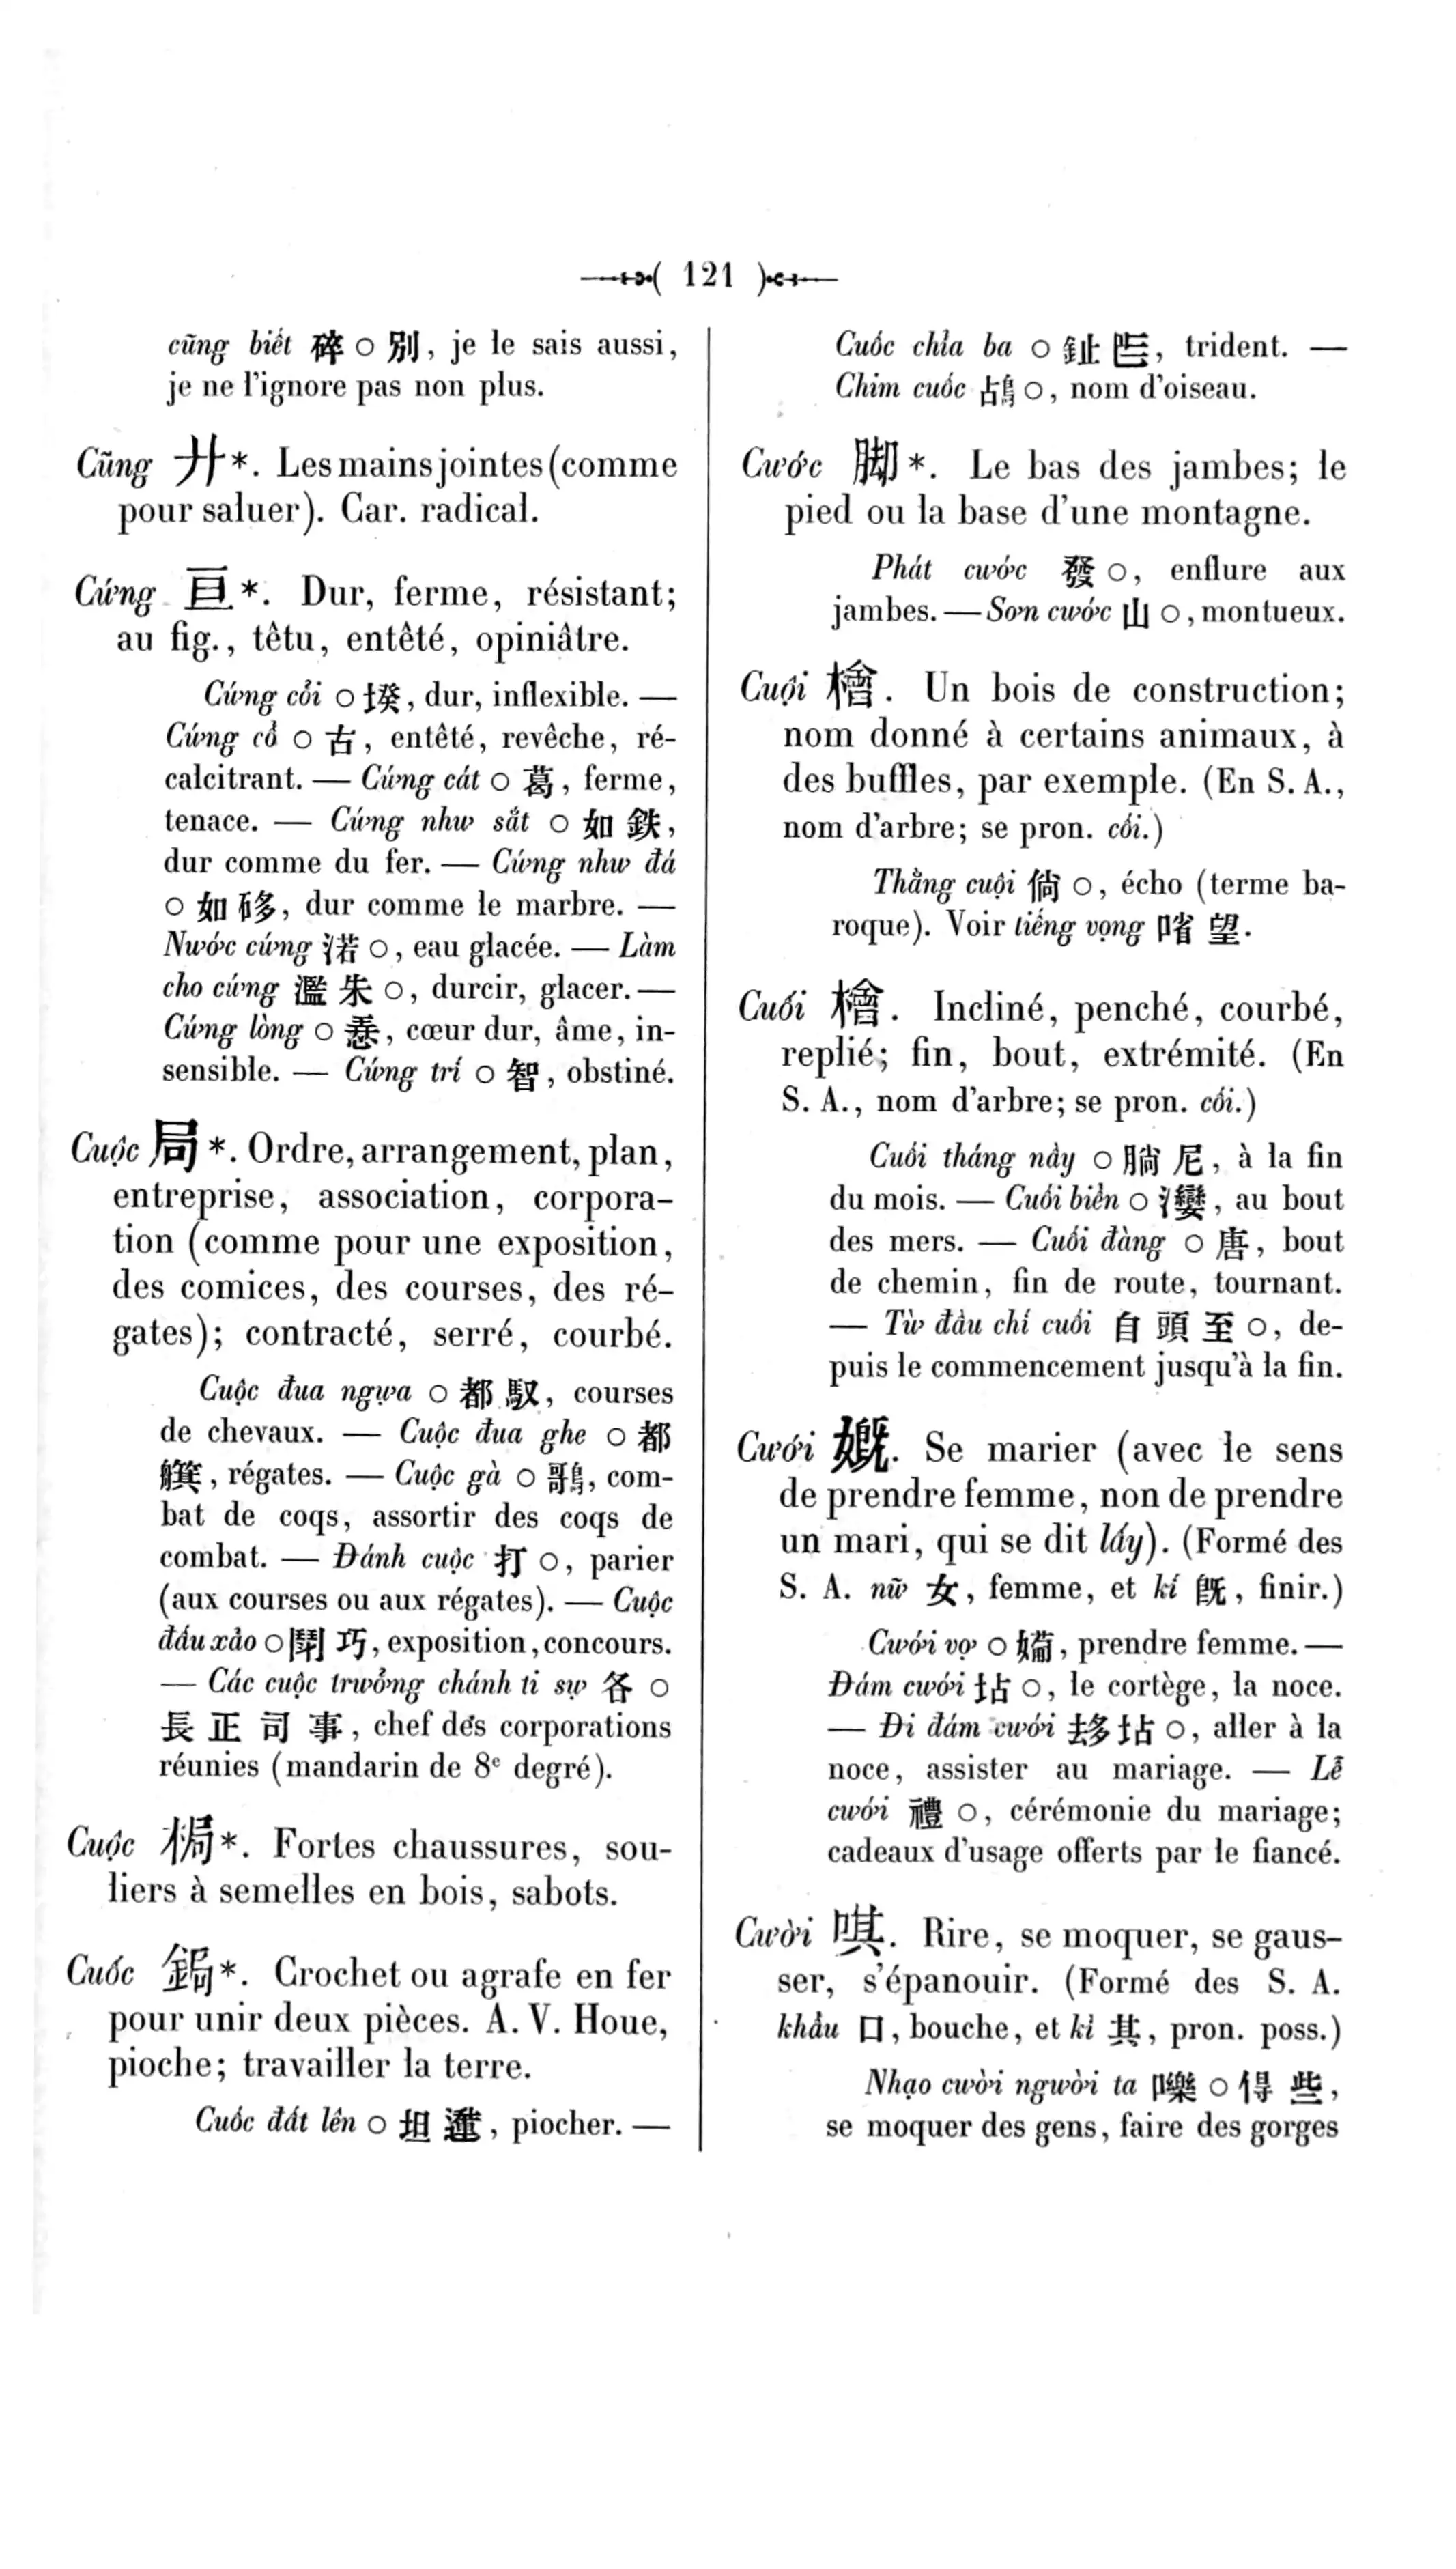 ( 121 )
cũng biết 碎 ○ 別, je le sais aussi,
je ne l'ignore pas non plus.
Cũng 廾*. Les mains jointes (comme
pour saluer). Car. radical.
Cứng 亘*. Dur, ferme, résistant;
au fig., têtu, entêté, opiniâtre.
Cứng cỏi ○ 㙺, dur, inflexible. —
Cứng cổ ○ 古, entêté, revêche, ré-
calcitrant. — Cứng cát ○ 葛, ferme,
tenace. — Cứng như sắt ○ 如 鉄,
dur comme du fer. — Cứng như đá
○ 如 𥒥, dur comme le marbre. —
Nước cứng 渃 ○, eau glacée. — Làm
cho cứng 濫 朱 ○, durcir, glacer. —
Cứng lòng ○ 𢚸, cœur dur, âme, in-
sensible. — Cứng trí ○ 智, obstiné.
Cuộc 局*. Ordre, arrangement, plan,
entreprise, association, corpora-
tion (comme pour une exposition,
des comices, des courses, des ré-
gates); contracté, serré, courbé.
Cuộc đua ngựa ○ 都 馭, courses
de chevaux. — Cuộc đua ghe ○ 都
, régates. — Cuộc gà ○ 鵶, com-
bat de coqs, assortir des coqs de
combat. — Đánh cuộc 打 ○, parier
(aux courses ou aux régates). — Cuộc
đấu xảo ○ 鬭 巧, exposition, concours.
— Các cuộc trưởng chánh ti sự 各 ○
長 正 司 事, chef des corporations
réunies (mandarin de 8e degré).
Cuộc 梮*. Fortes chaussures, sou-
liers à semelles en bois, sabots.
Cuốc 鋦*. Crochet ou agrafe en fer
pour unir deux pièces. A. V. Houe,
pioche; travailler la terre.
Cuốc đất lên ○ 坦 𨖲, piocher. —
Cuốc chỉa ba ○ 𨨷 𠀧, trident. —
Chim cuốc 鴣 ○, nom d'oiseau.
Cước 脚*. Le bas des jambes; le
pied ou la base d'une montagne.
Phát cước 發 ○, enflure aux
jambes. — Sơn cước 山 ○, montueux.
Cuội 檜. Un bois de construction;
nom donné à certains animaux, à
des buffles, par exemple. (En S. A.,
nom d'arbre; se pron. cối.)
Thằng cuội 倘 ○, écho (terme ba-
roque). Voir tiếng vọng 㗂 望.
Cuối 檜. Incliné, penché, courbé,
replié; fin, bout, extrémité. (En
S. A., nom d'arbre; se pron. cối.)
Cuối tháng nầy ○ 𣎃 尼, à la fin
du mois. — Cuối biển ○ 灓, au bout
des mers. — Cuối đàng ○ 唐, bout
de chemin, fin de route, tournant.
— Từ đầu chí cuối 自 頭 至 ○, de-
puis le commencement jusqu'à la fin.
Cưới 嬔. Se marier (avec le sens
de prendre femme, non de prendre
un mari, qui se dit lấy). (Formé des
S. A. nữ 女, femme, et kí 既, finir.)
Cưới vợ ○ 𡞕, prendre femme. —
Đám cưới 坫 ○, le cortège, la noce.
— Đi đám cưới 𠫾 坫 ○, aller à la
noce, assister au mariage. — Lễ
cưới 禮 ○, cérémonie du mariage;
cadeaux d'usage offerts par le fiancé.
Cười 唭. Rire, se moquer, se gaus-
ser, s'épanouir. (Formé des S. A.
khẩu 口, bouche, et kì 其, pron. poss.)
Nhạo cười người ta 嚛 ○ 㝵 些,
se moquer des gens, faire des gorges